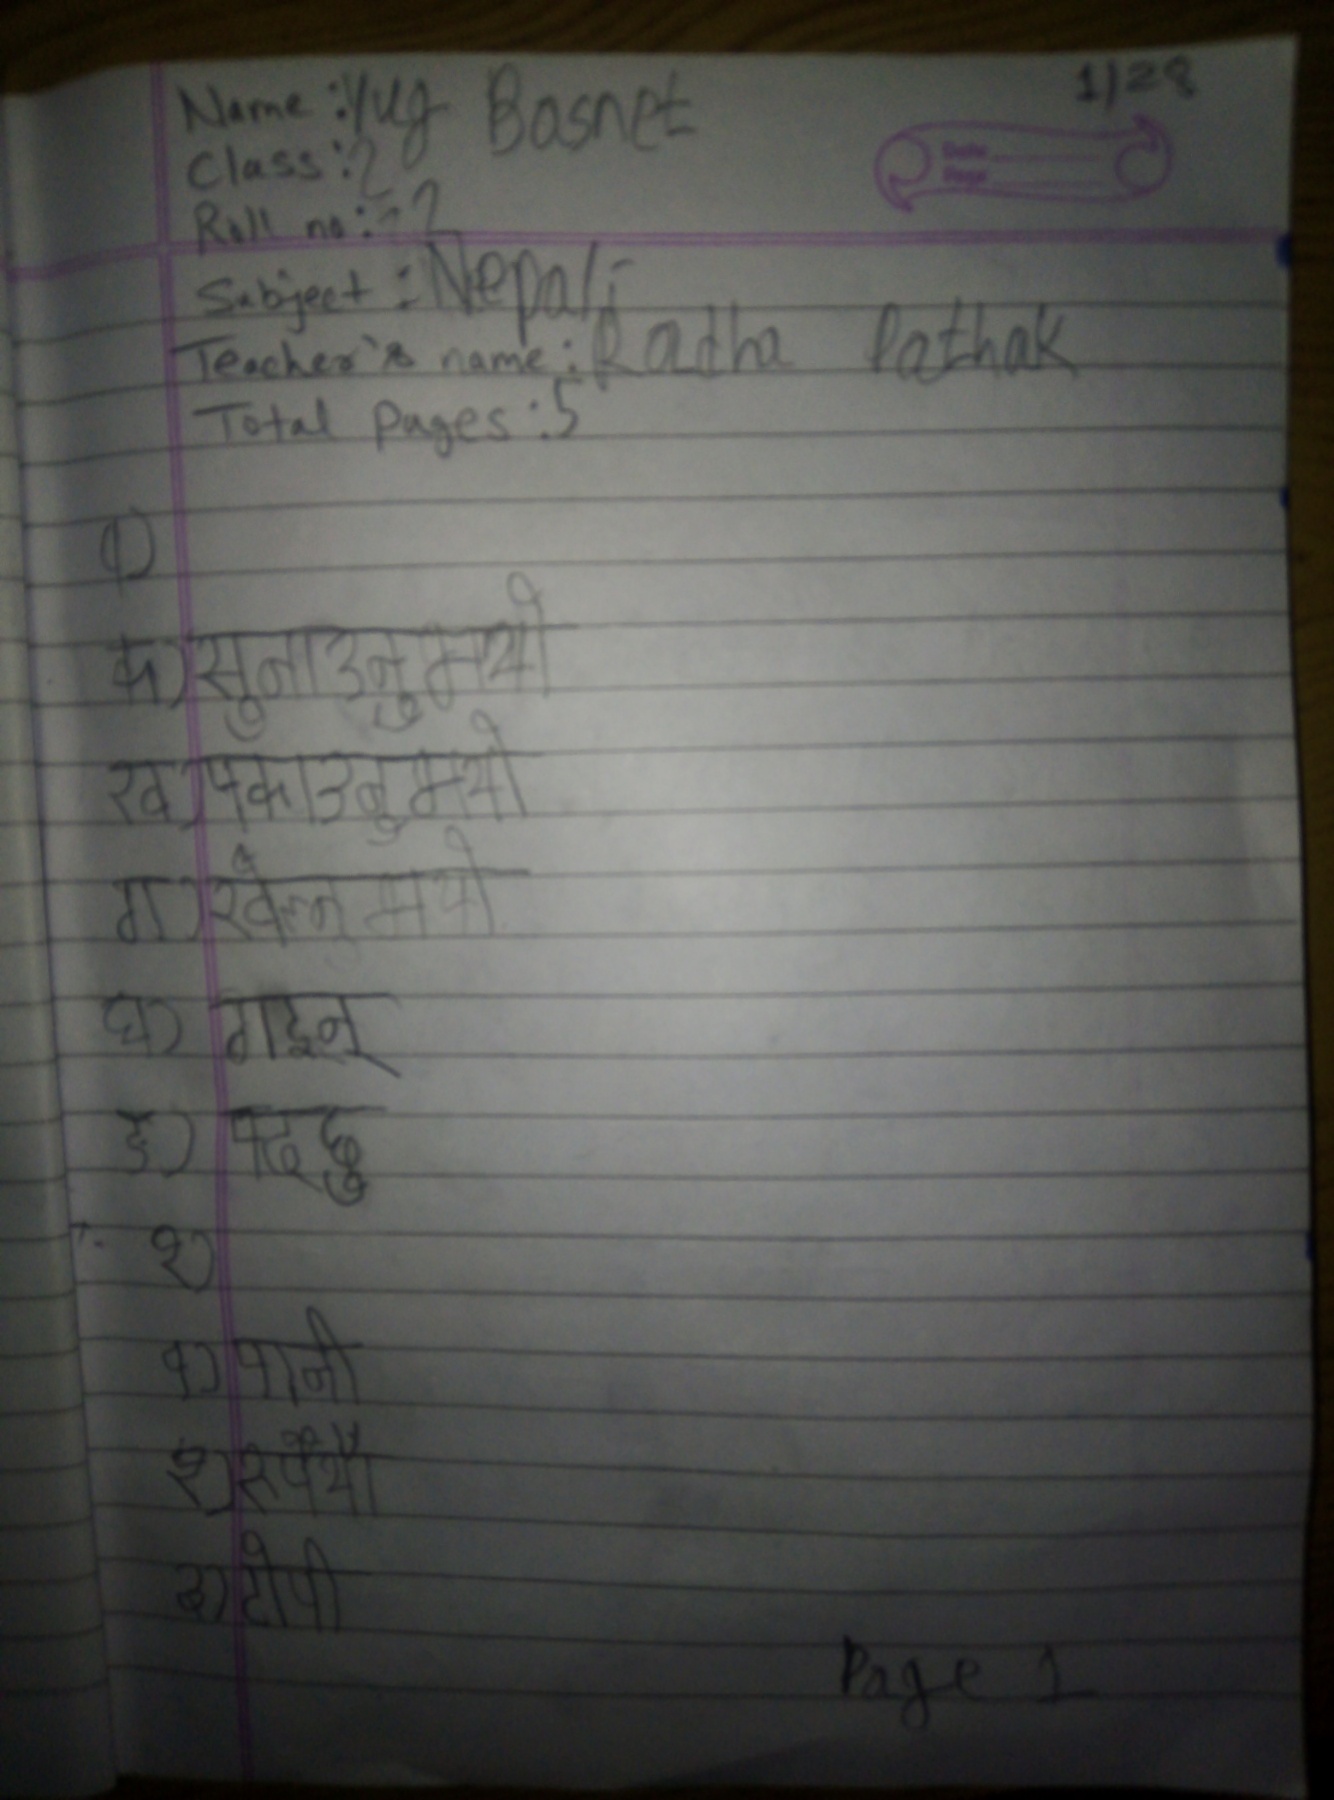 1)28
Name : Yug Basnet
Class : 2
Roll no : 2
Date
Page
Subject : Nepali
Teacher's name : Radha Pathak
Total Pages : 5
१)
क) सुनाउनु भयो
ख) पकाउनु भयो
ग) खेल्नु भयो
घ) गइन्
ङ) पढ्छु
२)
१) पानी
२) रुपैयाँ
३) टोपी
Page 1